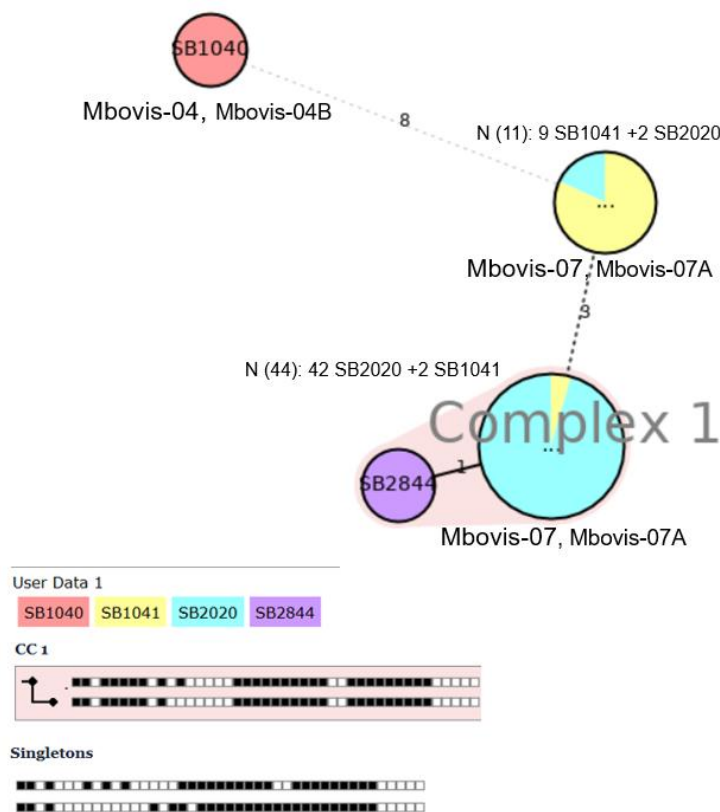 SB1040
Mbovis-04, Mbovis-04B
8
N (11): 9 SB1041 +2 SB2020
...
Mbovis-07, Mbovis-07A
3
N (44): 42 SB2020 +2 SB1041
Complex 1
...
SB2844
1
Mbovis-07, Mbovis-07A
User Data 1
SB1040 SB1041 SB2020 SB2844
CC 1
Singletons